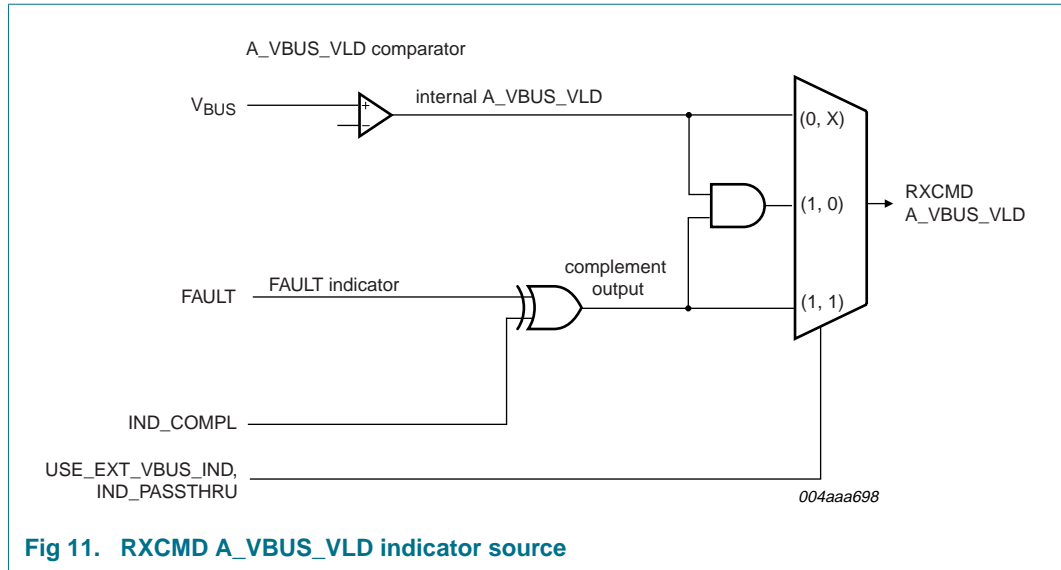 A_VBUS_VLD comparator
VBUS
+
−
internal A_VBUS_VLD
(0, X)
(1, 0)
RXCMD
A_VBUS_VLD
complement
output
FAULT
FAULT indicator
(1, 1)
IND_COMPL
USE_EXT_VBUS_IND,
IND_PASSTHRU
004aaa698
Fig 11. RXCMD A_VBUS_VLD indicator source